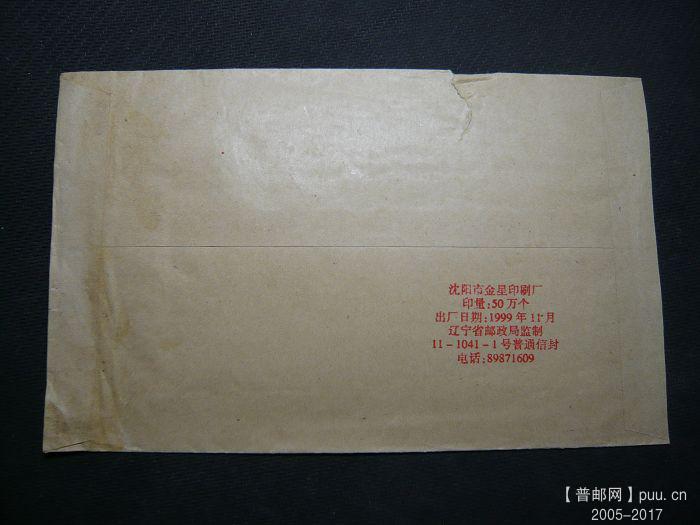 沈阳市金星印刷厂
印量:50万个
出厂日期:1999年11月
辽宁省邮政局监制
11-1041-1号普通信封
电话:89871609
【普邮网】puu.cn
2005-2017